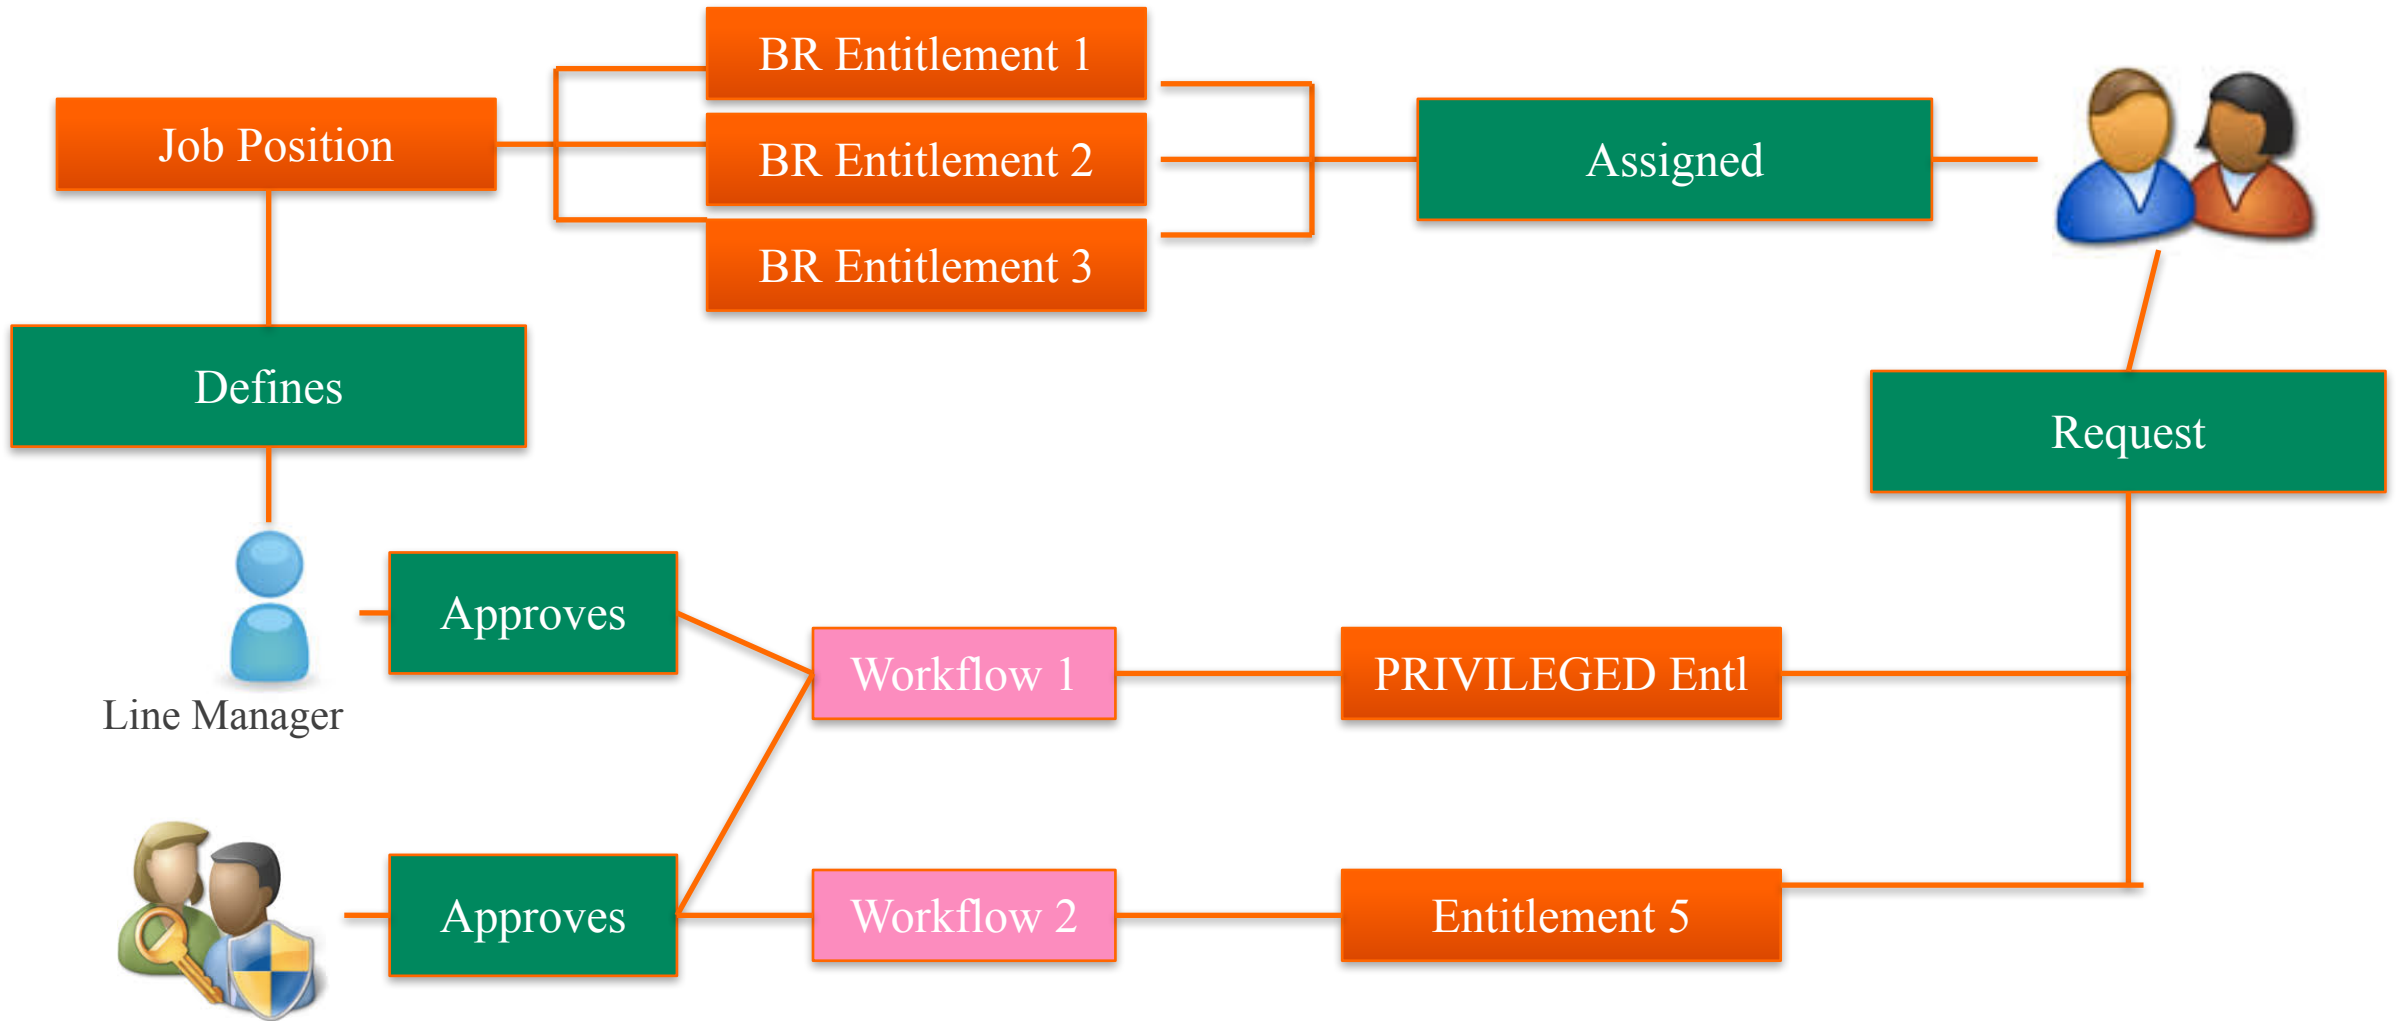 BR Entitlement 1
Job Position
BR Entitlement 2
Assigned
BR Entitlement 3
Defines
Request
Approves
Workflow 1
PRIVILEGED Entl
Line Manager
Approves
Workflow 2
Entitlement 5